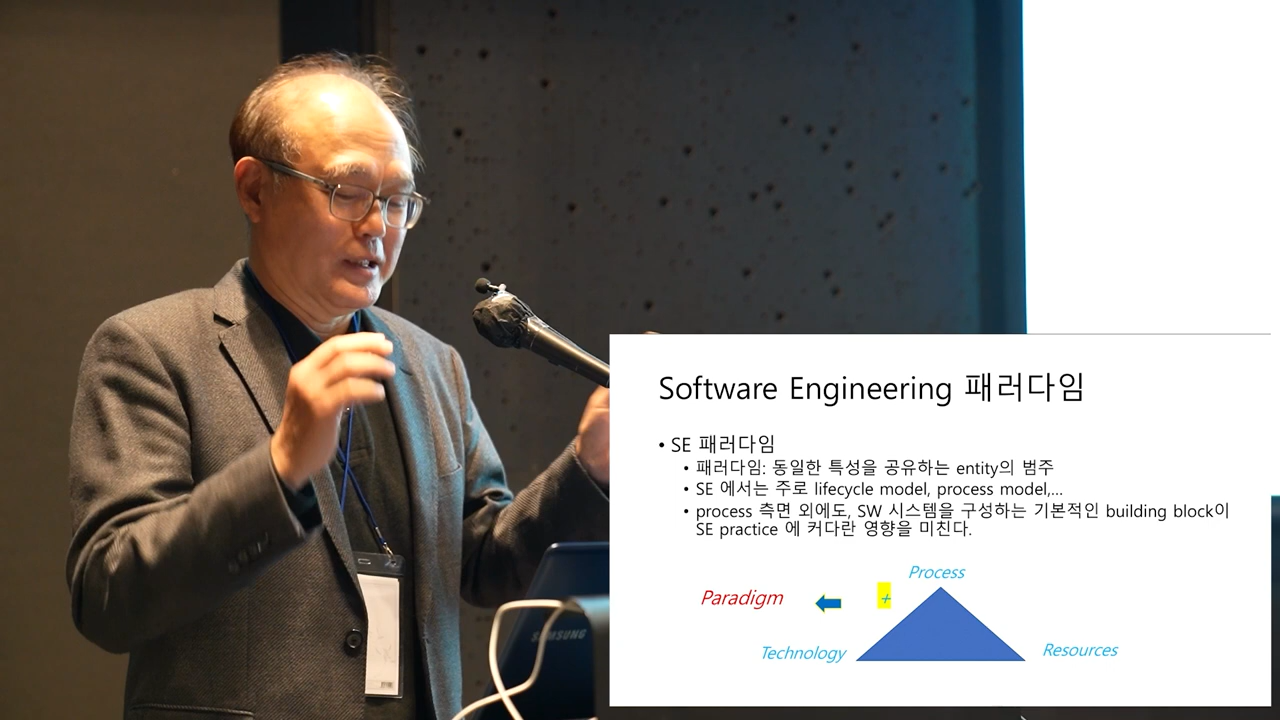 Software Engineering 패러다임
• SE 패러다임
• 패러다임: 동일한 특성을 공유하는 entity의 범주
• SE 에서는 주로 lifecycle model, process model,...
• process 측면 외에도, SW 시스템을 구성하는 기본적인 building block이
SE practice 에 커다란 영향을 미친다.
Process
Paradigm
+
Technology
Resources
SAMSUNG